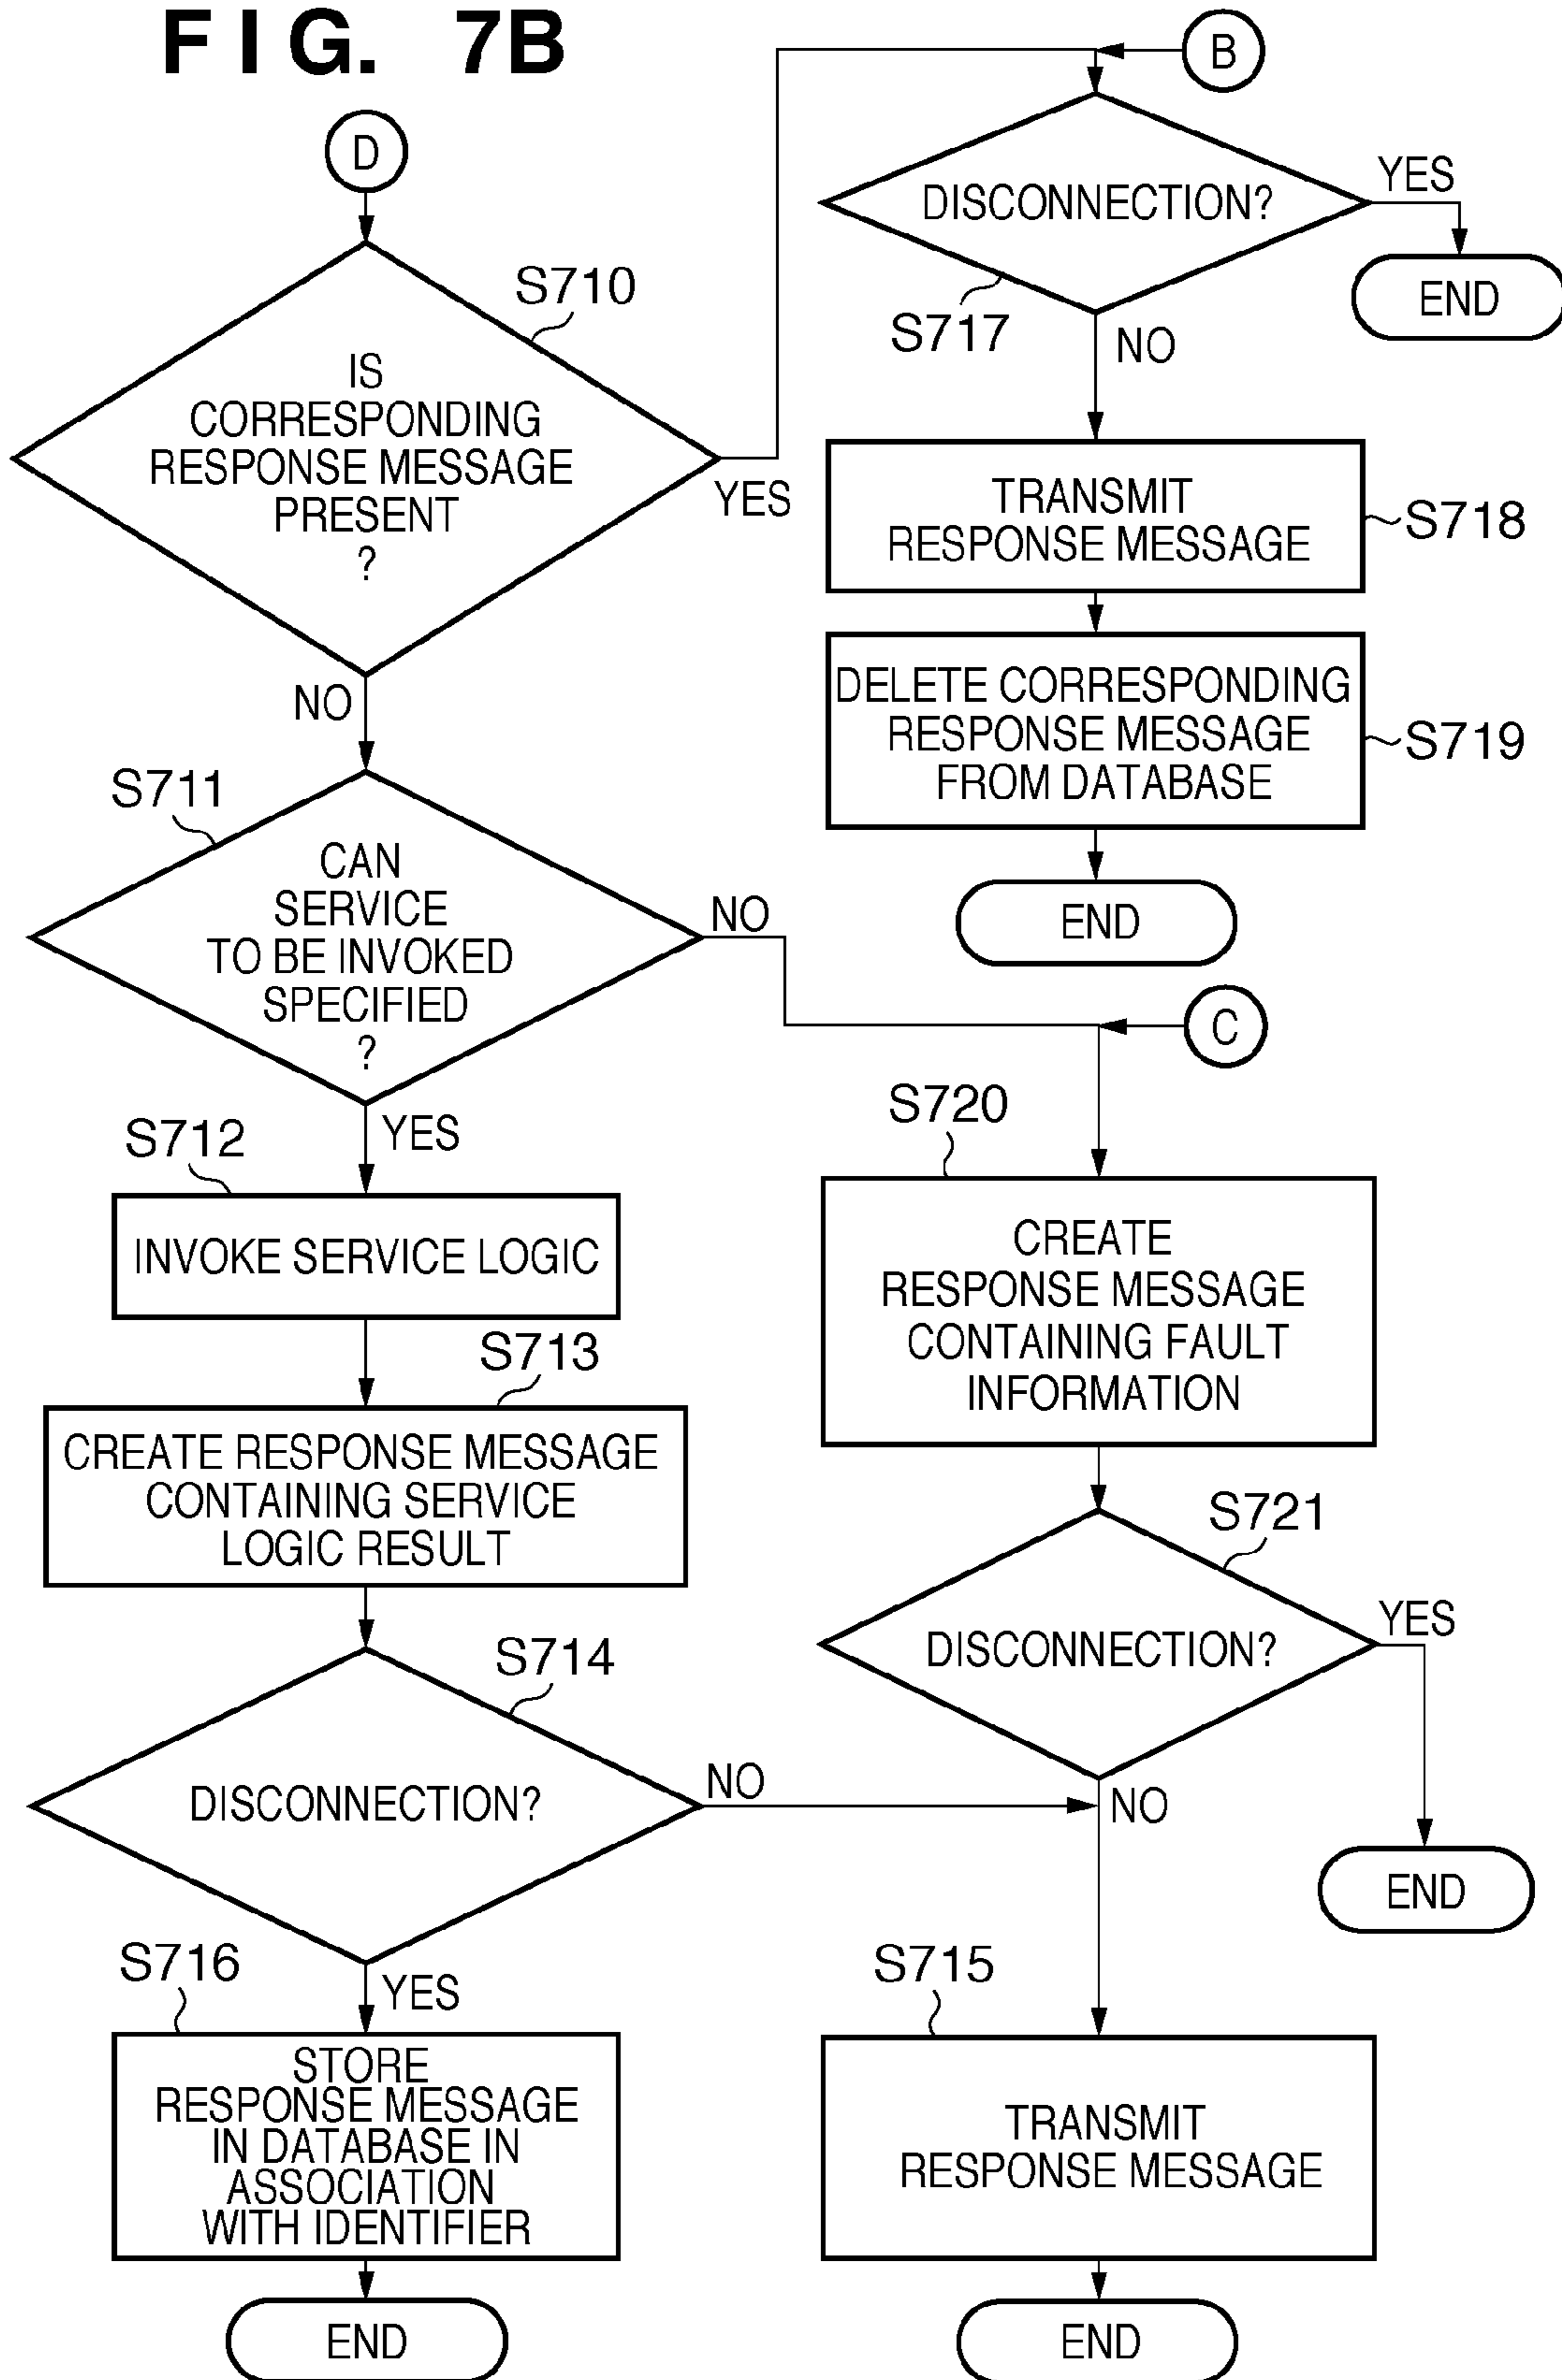 FIG. 7B
D
S710
IS
CORRESPONDING
RESPONSE MESSAGE
PRESENT
?
YES
NO
S711
CAN
SERVICE
TO BE INVOKED
SPECIFIED
?
NO
YES
S712
INVOKE SERVICE LOGIC
S713
CREATE RESPONSE MESSAGE
CONTAINING SERVICE
LOGIC RESULT
S714
DISCONNECTION?
NO
YES
S716
STORE
RESPONSE MESSAGE
IN DATABASE IN
ASSOCIATION
WITH IDENTIFIER
END
B
DISCONNECTION?
YES
END
S717
NO
TRANSMIT
RESPONSE MESSAGE
S718
DELETE CORRESPONDING
RESPONSE MESSAGE
FROM DATABASE
S719
END
C
S720
CREATE
RESPONSE MESSAGE
CONTAINING FAULT
INFORMATION
S721
DISCONNECTION?
YES
NO
END
S715
TRANSMIT
RESPONSE MESSAGE
END